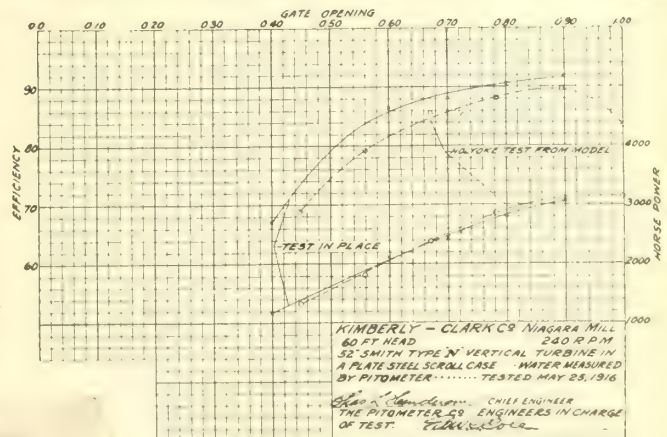 GATE OPENING
0.0 0.10 0.20 0.30 0.40 0.50 0.60 0.70 0.80 0.90 1.00
90
80
70
60
EFFICIENCY
4000
3000
2000
1000
HORSE POWER
HOLYOKE TEST FROM MODEL
TEST IN PLACE
KIMBERLY - CLARK CO NIAGARA MILL
60 FT HEAD 240 R P M
52" SMITH TYPE "N" VERTICAL TURBINE IN
A PLATE STEEL SCROLL CASE - WATER MEASURED
BY PITOMETER ········ TESTED MAY 25, 1916
CHIEF ENGINEER
THE PITOMETER CO ENGINEERS IN CHARGE
OF TEST.